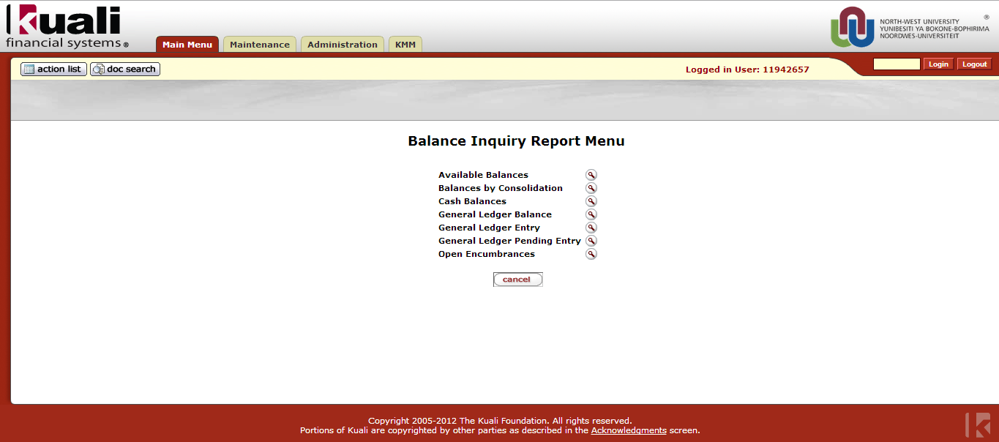 kuali
financial systems ®
Main Menu
Maintenance
Administration
KMM
NORTH-WEST UNIVERSITY ®
YUNIBESITI YA BOKONE-BOPHIRIMA
NOORDWES-UNIVERSITEIT
action list
doc search
Logged in User: 11942657
Login
Logout
Balance Inquiry Report Menu
Available Balances
Balances by Consolidation
Cash Balances
General Ledger Balance
General Ledger Entry
General Ledger Pending Entry
Open Encumbrances
cancel
Copyright 2005-2012 The Kuali Foundation. All rights reserved.
Portions of Kuali are copyrighted by other parties as described in the Acknowledgments screen.